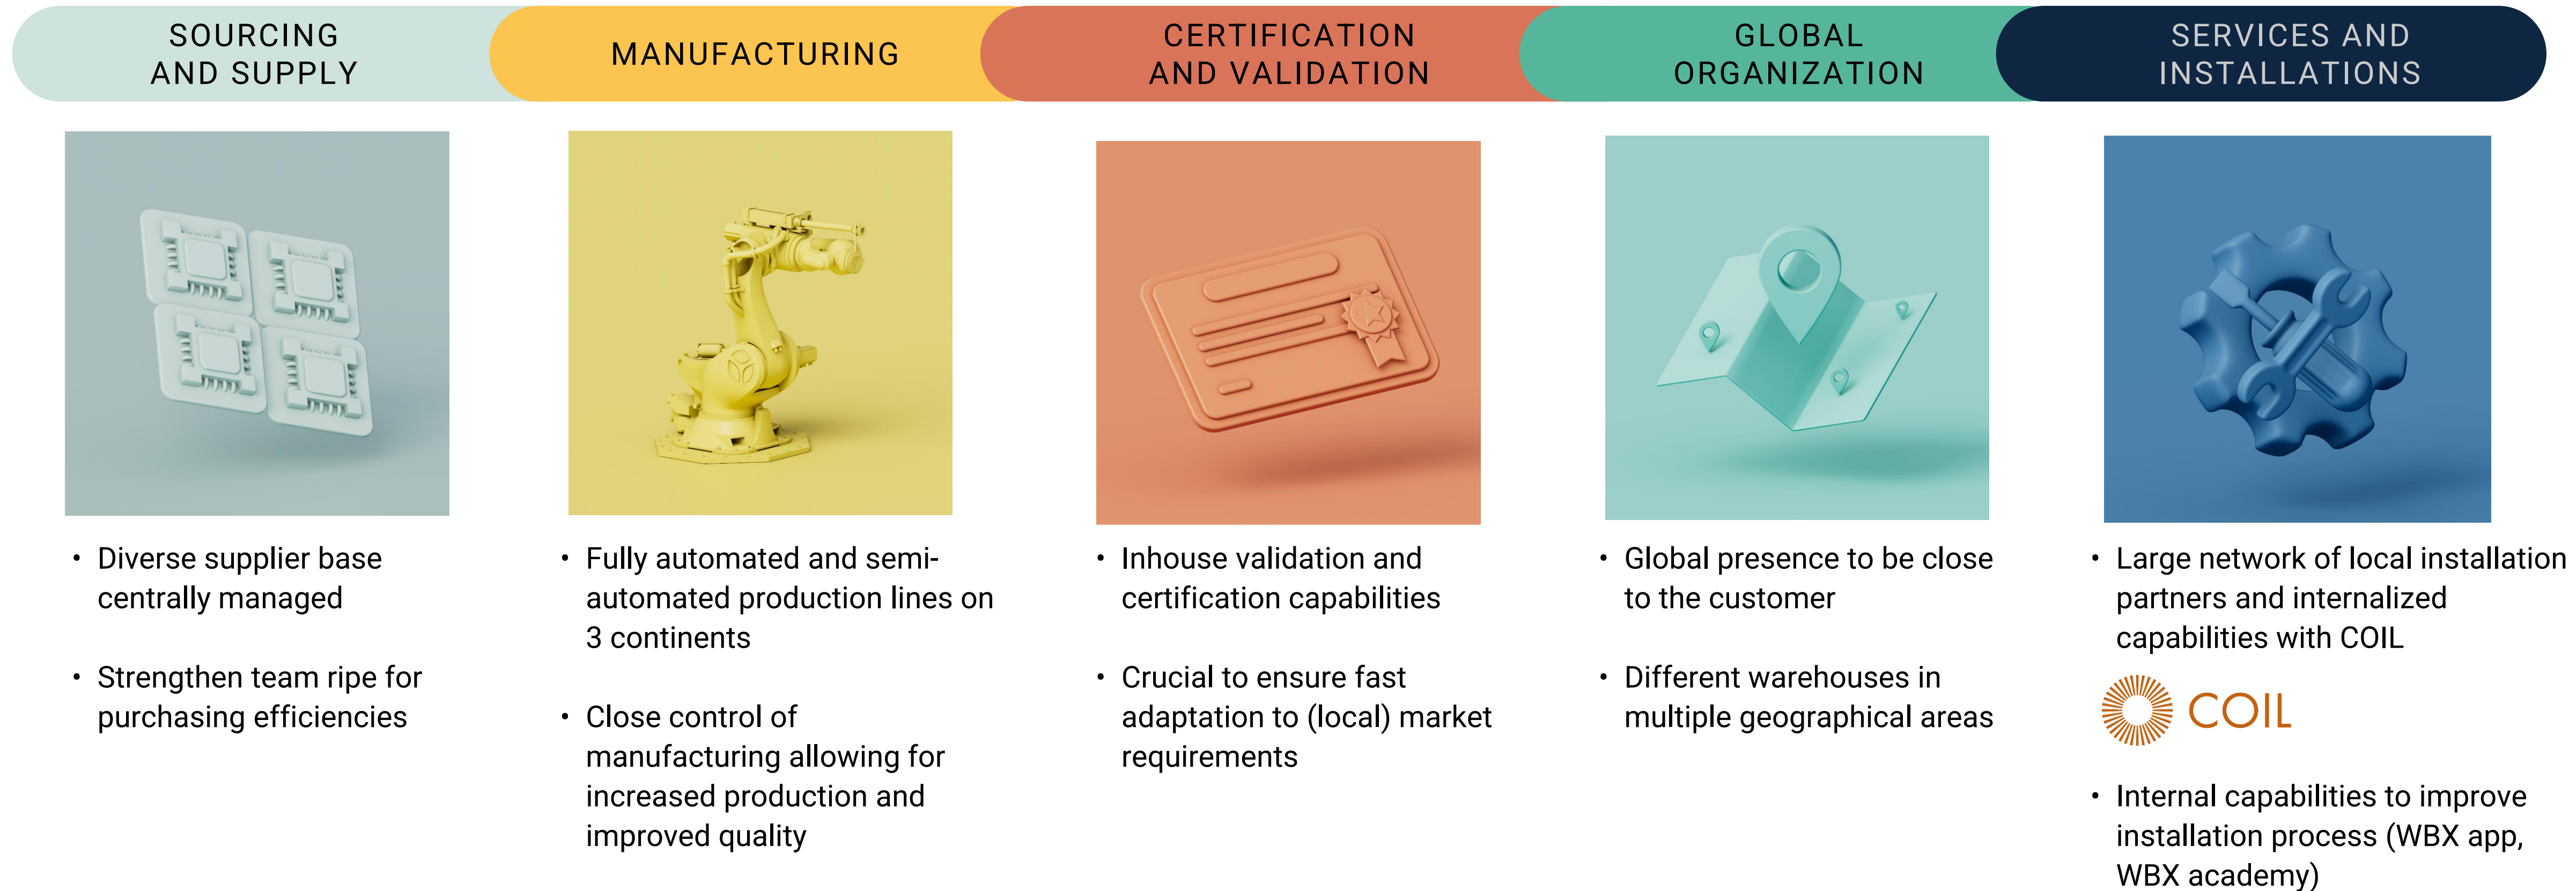 SOURCING
AND SUPPLY
MANUFACTURING
CERTIFICATION
AND VALIDATION
GLOBAL
ORGANIZATION
SERVICES AND
INSTALLATIONS
• Diverse supplier base
centrally managed
• Strengthen team ripe for
purchasing efficiencies
• Fully automated and semi-
automated production lines on
3 continents
• Close control of
manufacturing allowing for
increased production and
improved quality
• Inhouse validation and
certification capabilities
• Crucial to ensure fast
adaptation to (local) market
requirements
• Global presence to be close
to the customer
• Different warehouses in
multiple geographical areas
• Large network of local installation
partners and internalized
capabilities with COIL
COIL
• Internal capabilities to improve
installation process (WBX app,
WBX academy)